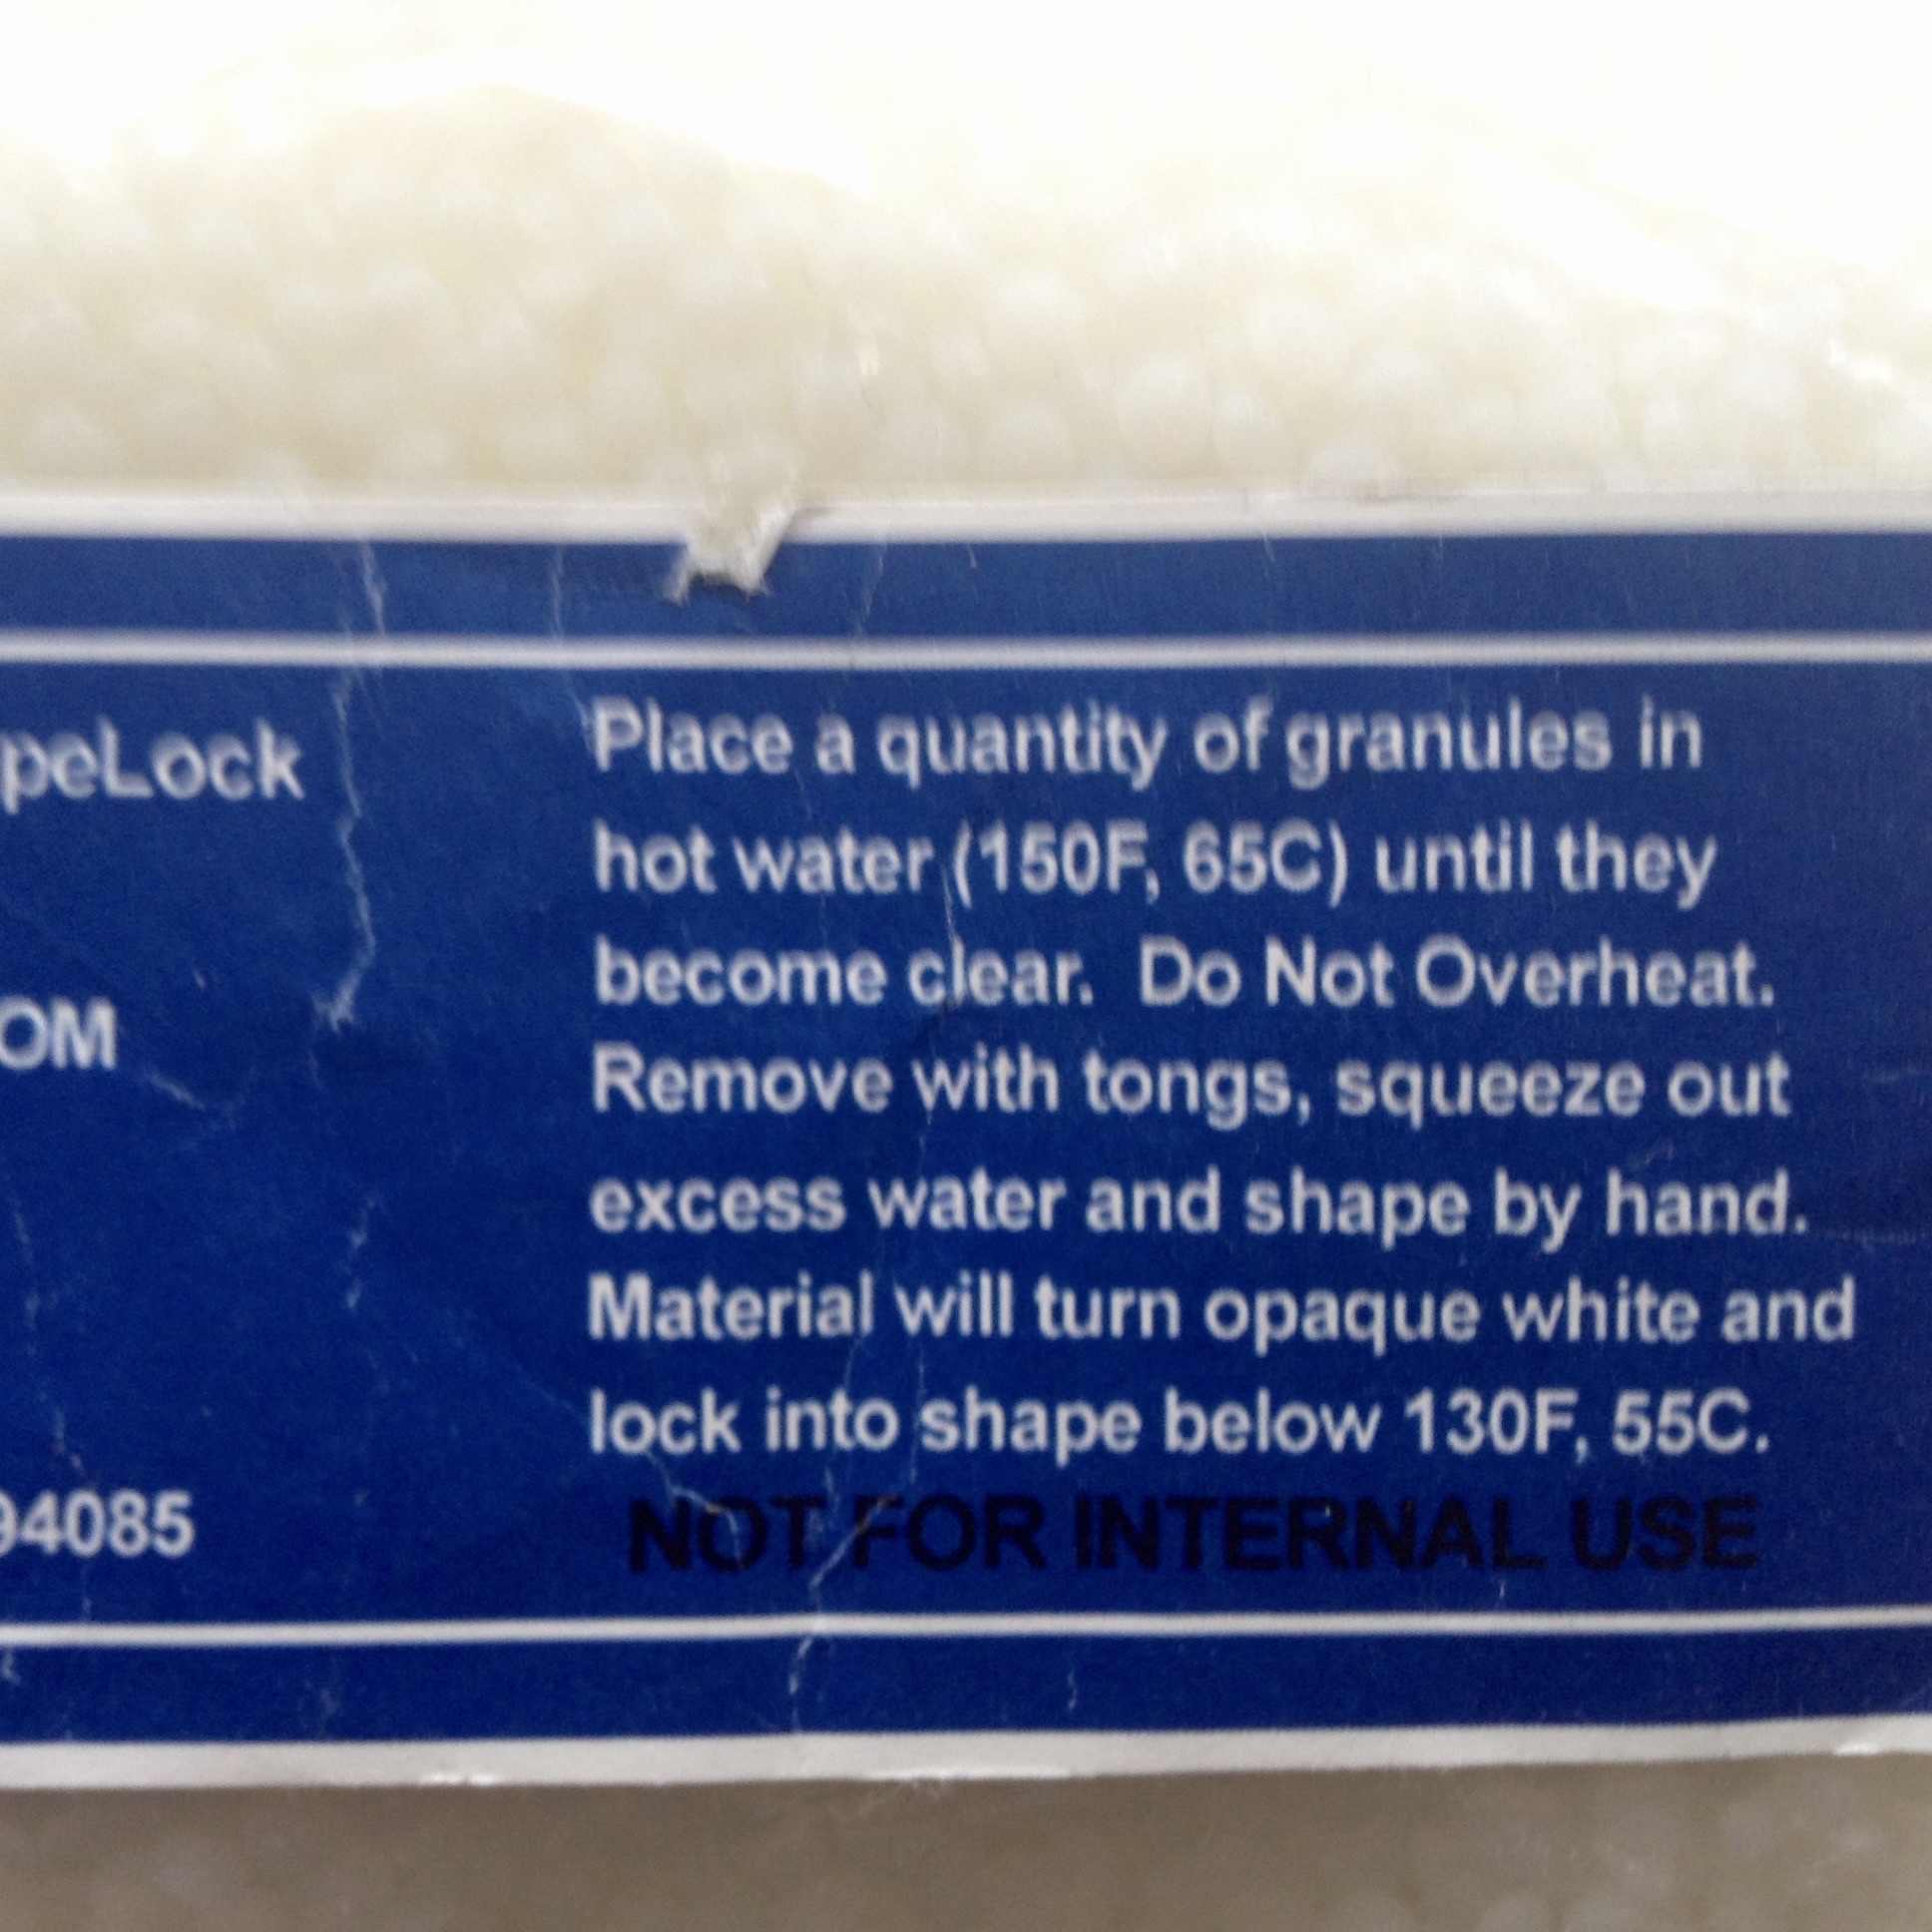 peLock
OM
94085
Place a quantity of granules in
hot water (150F, 65C) until they
become clear. Do Not Overheat.
Remove with tongs, squeeze out
excess water and shape by hand.
Material will turn opaque white and
lock into shape below 130F, 55C.
NOT FOR INTERNAL USE